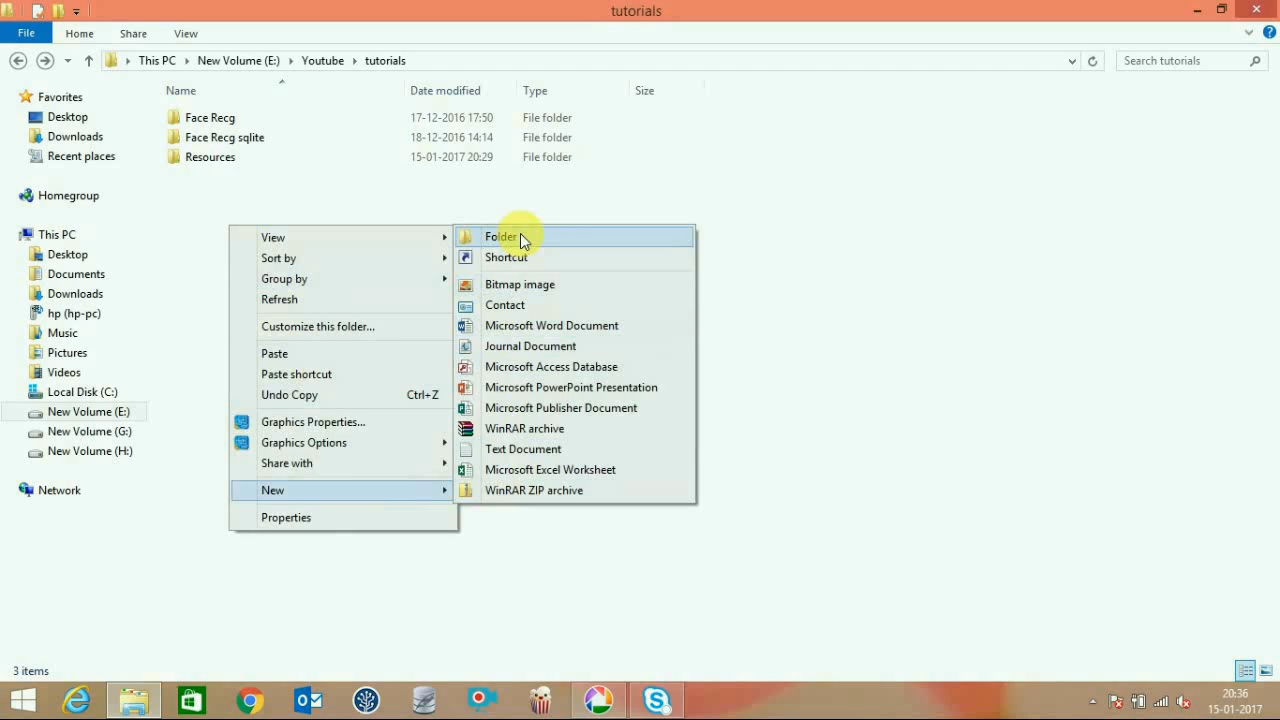 tutorials
File Home Share View
This PC New Volume (E:) Youtube tutorials
Search tutorials
Name Date modified Type Size
Face Recg 17-12-2016 17:50 File folder
Face Recg sqlite 18-12-2016 14:14 File folder
Resources 15-01-2017 20:29 File folder
Favorites
Desktop
Downloads
Recent places
Homegroup
This PC
Desktop
Documents
Downloads
hp (hp-pc)
Music
Pictures
Videos
Local Disk (C:)
New Volume (E:)
New Volume (G:)
New Volume (H:)
Network
View
Sort by
Group by
Refresh
Customize this folder...
Paste
Paste shortcut
Undo Copy Ctrl+Z
Graphics Properties...
Graphics Options
Share with
New
Properties
Folder
Shortcut
Bitmap image
Contact
Microsoft Word Document
Journal Document
Microsoft Access Database
Microsoft PowerPoint Presentation
Microsoft Publisher Document
WinRAR archive
Text Document
Microsoft Excel Worksheet
WinRAR ZIP archive
3 items
20:36
15-01-2017